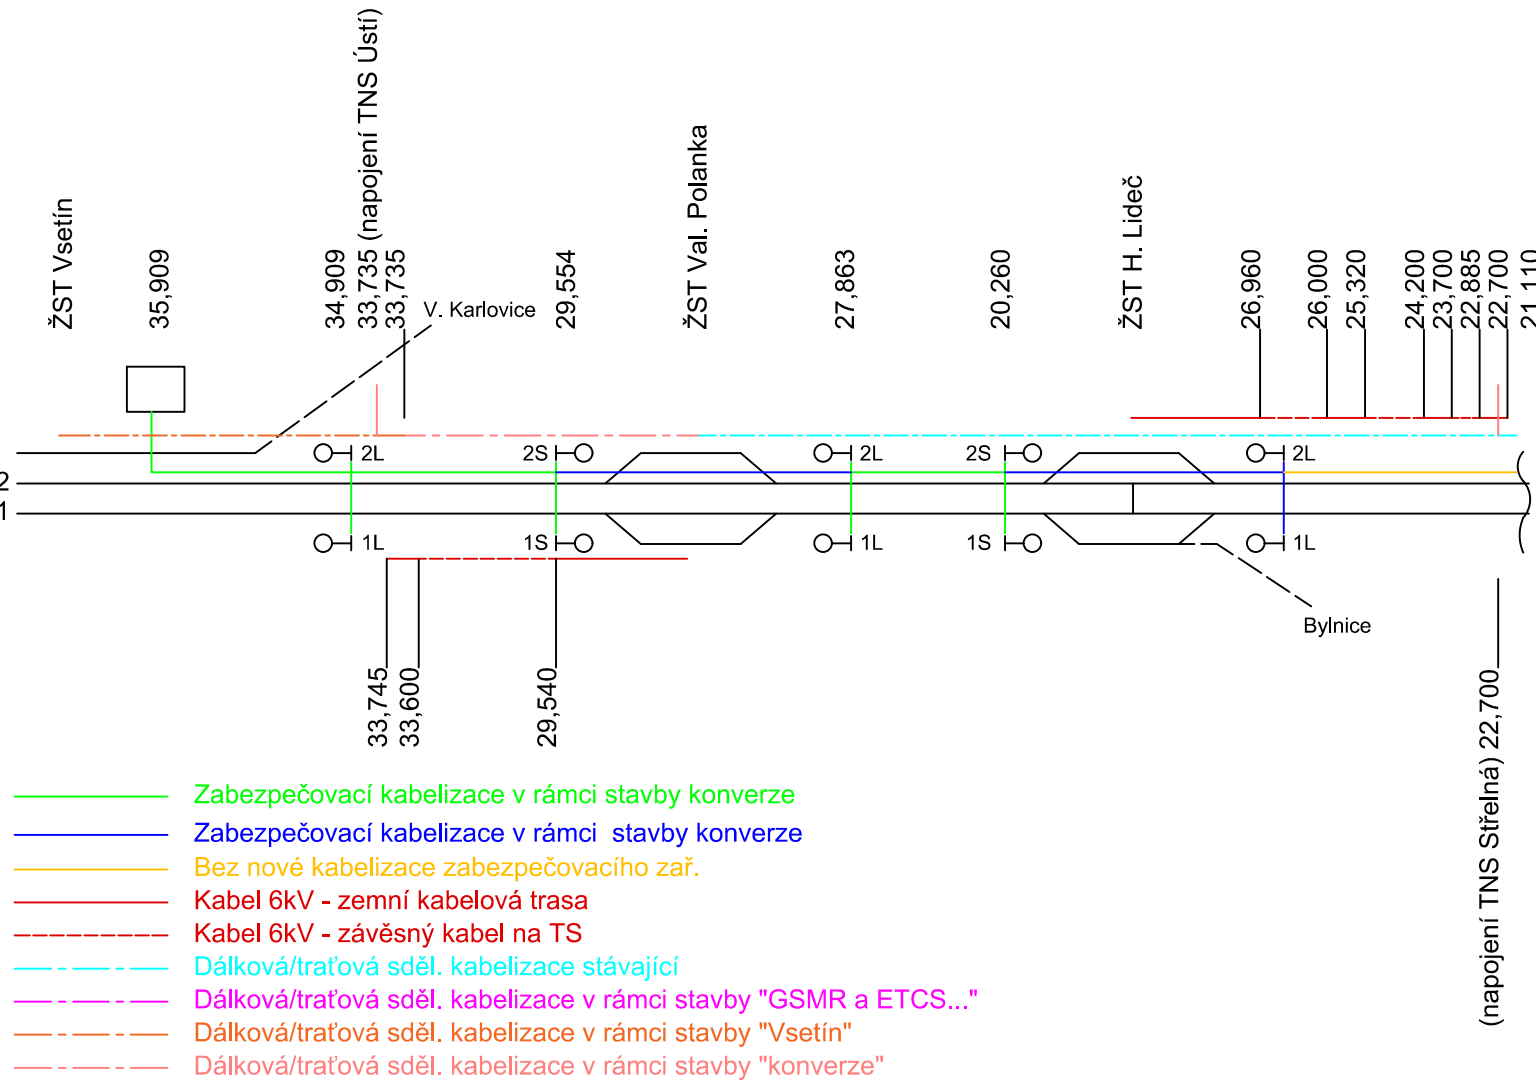 ŽST Vsetín
35,909
34,909
33,735 (napojení TNS Ústí)
33,735
29,554
ŽST Val. Polanka
27,863
20,260
ŽST H. Lideč
26,960
26,000
25,320
24,200
23,700
22,885
22,700
21,110
V. Karlovice
2L
2S
2L
2S
2L
2
1
1L
1S
1L
1S
1L
Bylnice
33,745
33,600
29,540
(napojení TNS Střelná) 22,700
Zabezpečovací kabelizace v rámci stavby konverze
Zabezpečovací kabelizace v rámci stavby konverze
Bez nové kabelizace zabezpečovacího zař.
Kabel 6kV - zemní kabelová trasa
Kabel 6kV - závěsný kabel na TS
Dálková/traťová sděl. kabelizace stávající
Dálková/traťová sděl. kabelizace v rámci stavby "GSMR a ETCS..."
Dálková/traťová sděl. kabelizace v rámci stavby "Vsetín"
Dálková/traťová sděl. kabelizace v rámci stavby "konverze"